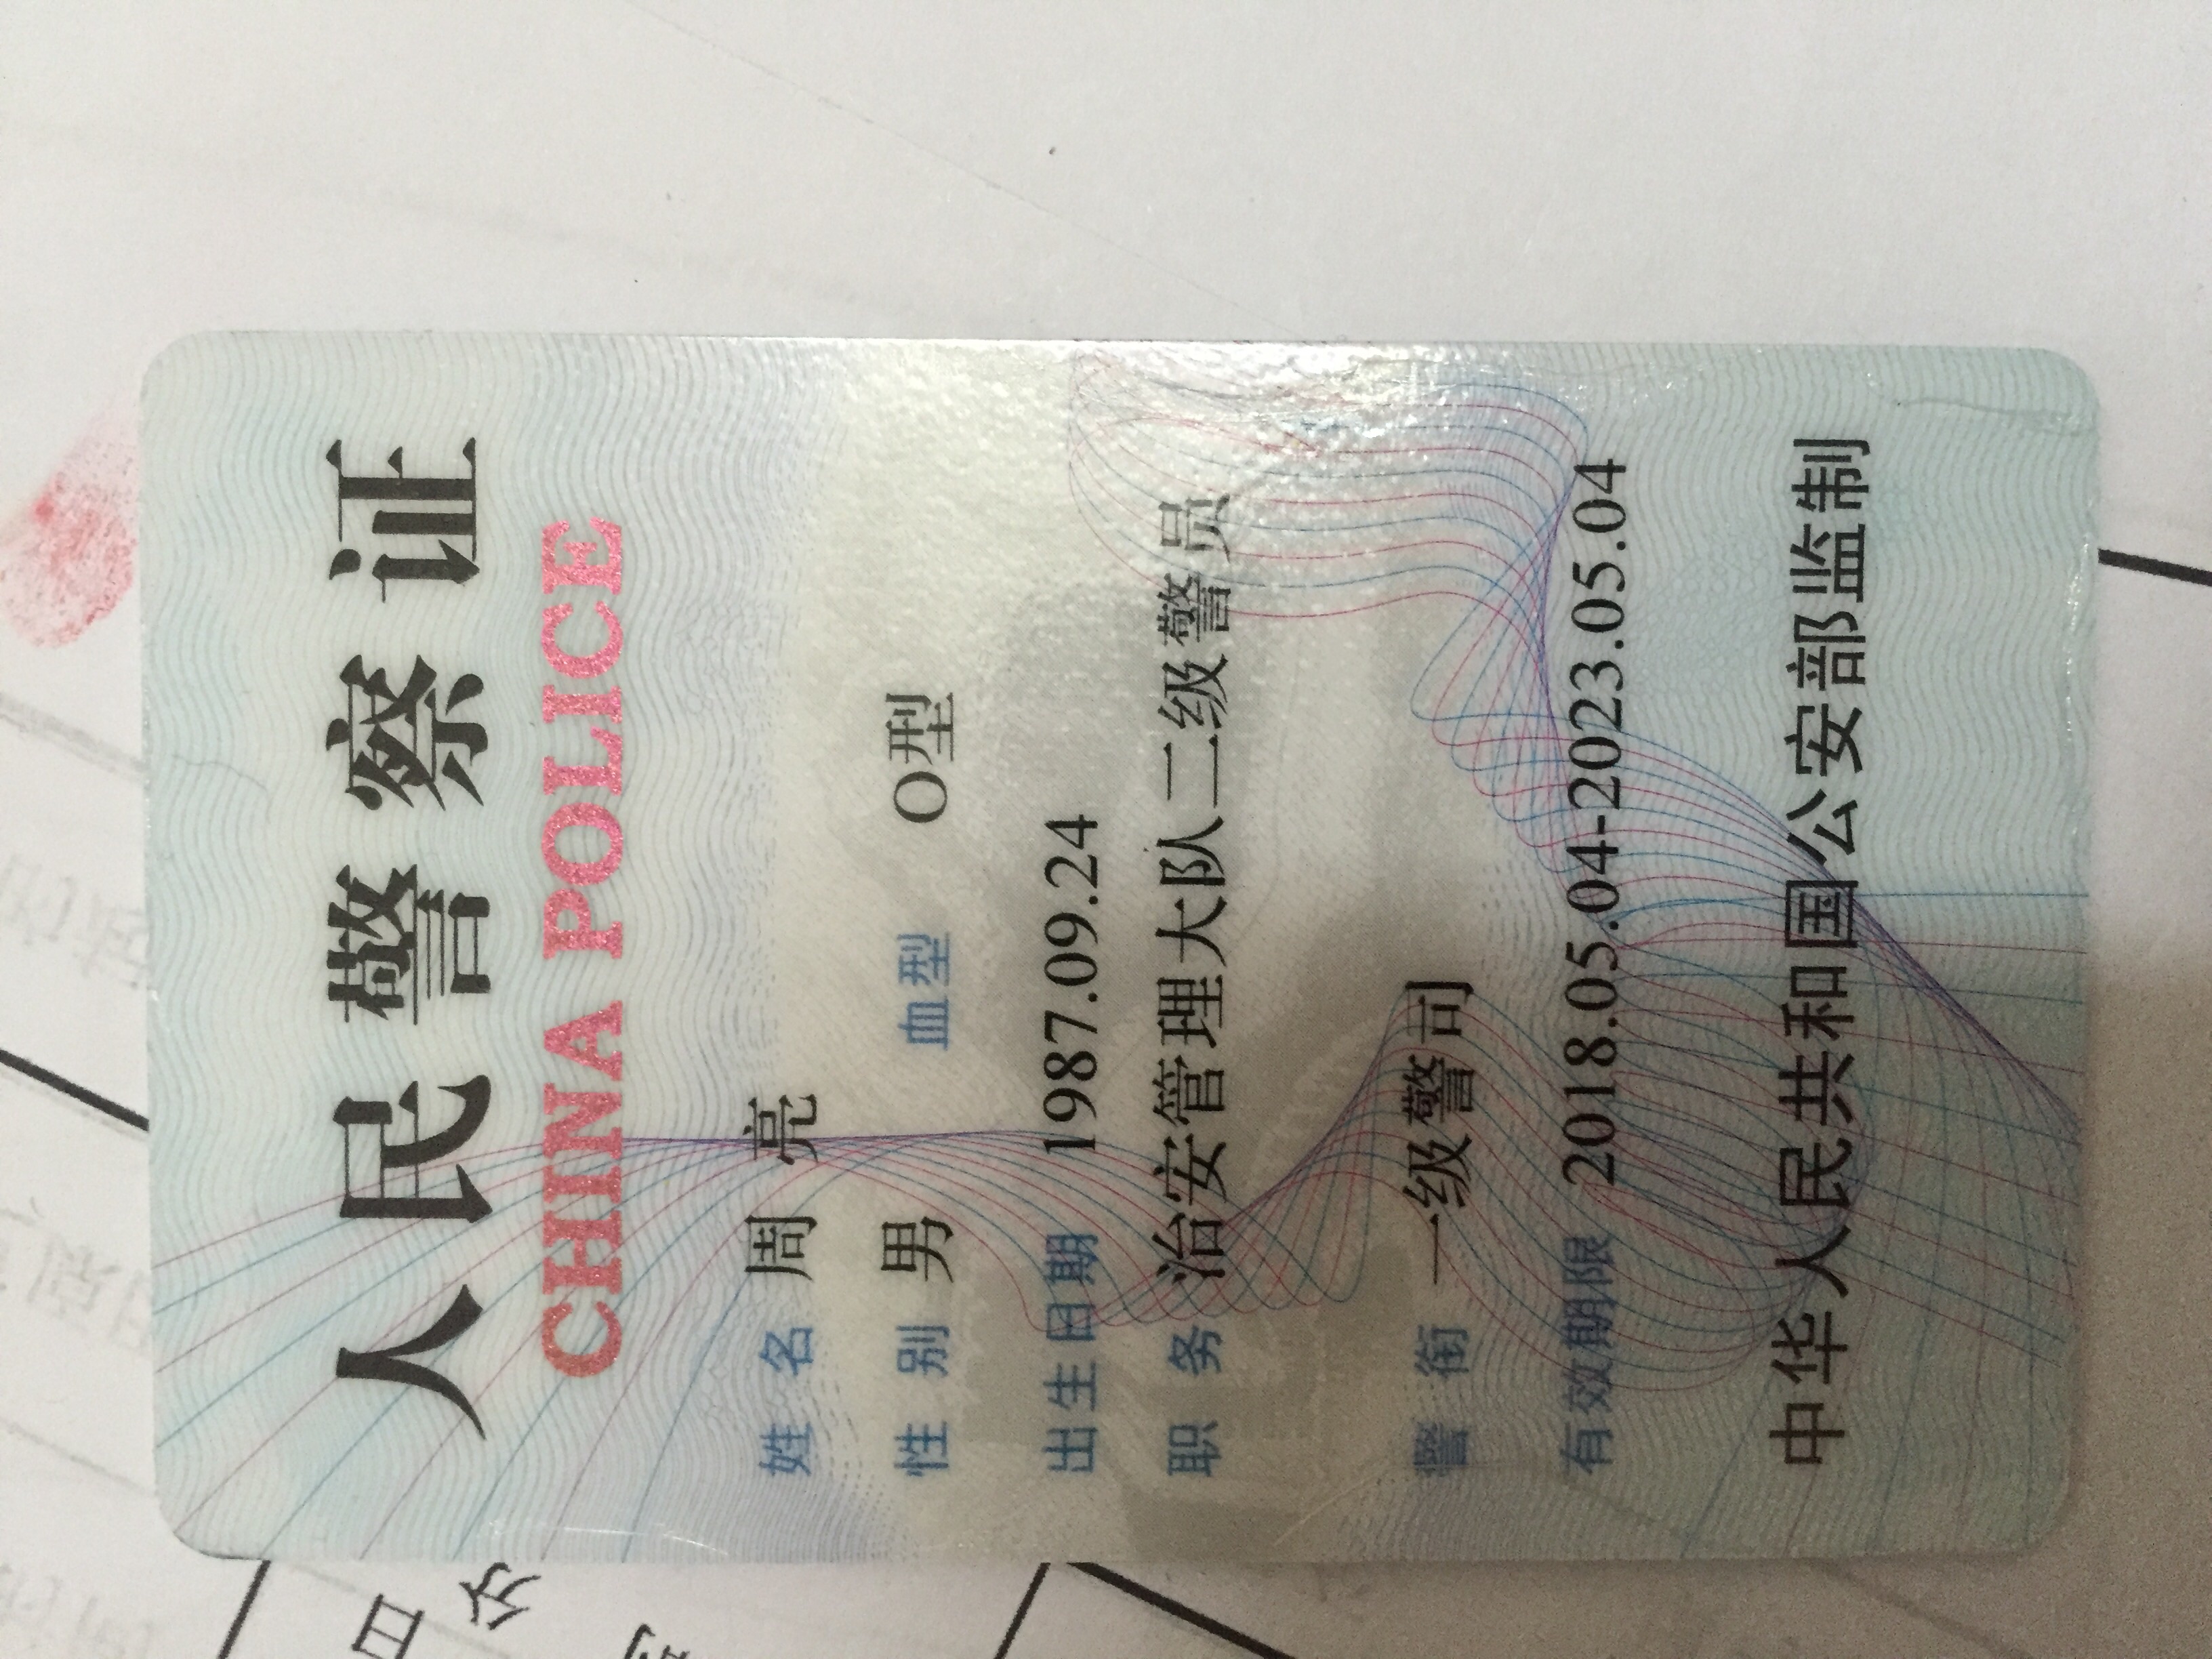 人民警察证
CHINA POLICE
姓 名 周 亮
性 别 男 血型 O型
出生日期 1987.09.24
职 务 治安管理大队二级警员
警 衔 一级警司
有效期限 2018.05.04-2023.05.04
中华人民共和国公安部监制